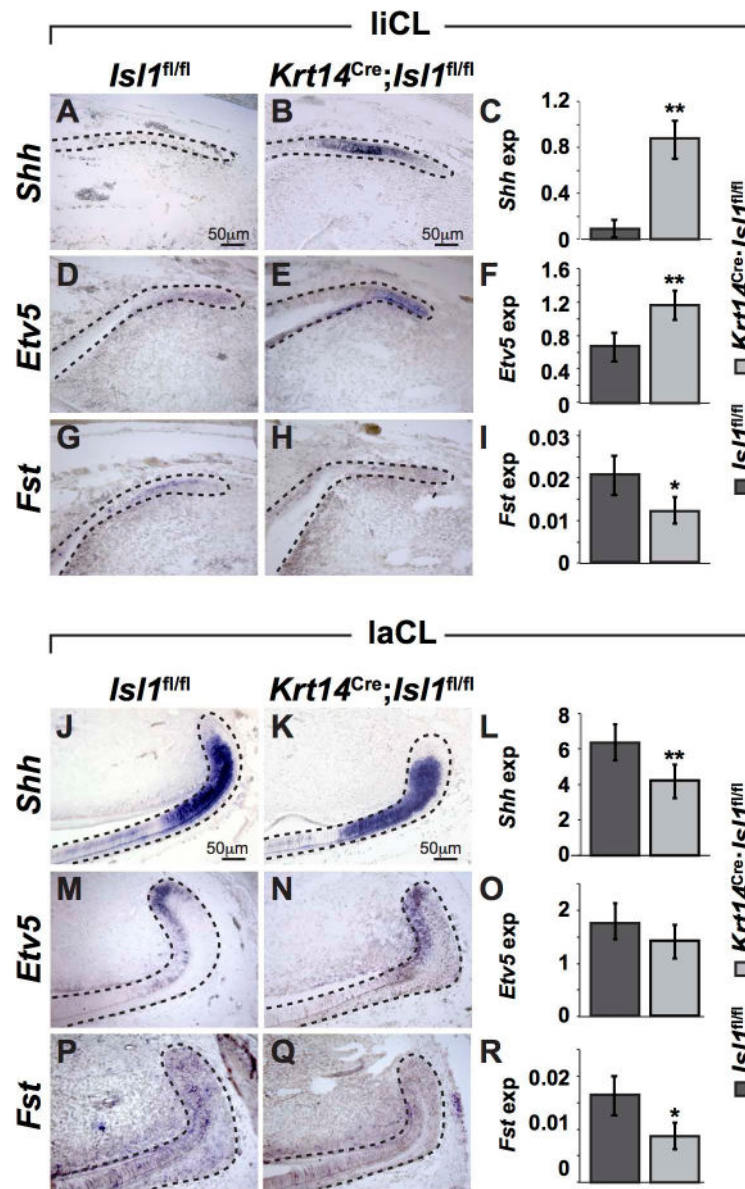 liCL
Isl1fl/fl
Krt14Cre;Isl1fl/fl
Shh
A
50μm
B
50μm
C
Shh exp
1.2
0.8
0.4
0
**
Etv5
D
E
F
Etv5 exp
1.6
1.2
0.8
0.4
0
**
Fst
G
H
I
Fst exp
0.03
0.02
0.01
0
*
Isl1fl/fl
Krt14Cre;Isl1fl/fl
laCL
Isl1fl/fl
Krt14Cre;Isl1fl/fl
Shh
J
50μm
K
50μm
L
Shh exp
8
6
4
2
0
**
Etv5
M
N
O
Etv5 exp
2
1
0
Fst
P
Q
R
Fst exp
0.02
0.01
0
*
Isl1fl/fl
Krt14Cre;Isl1fl/fl